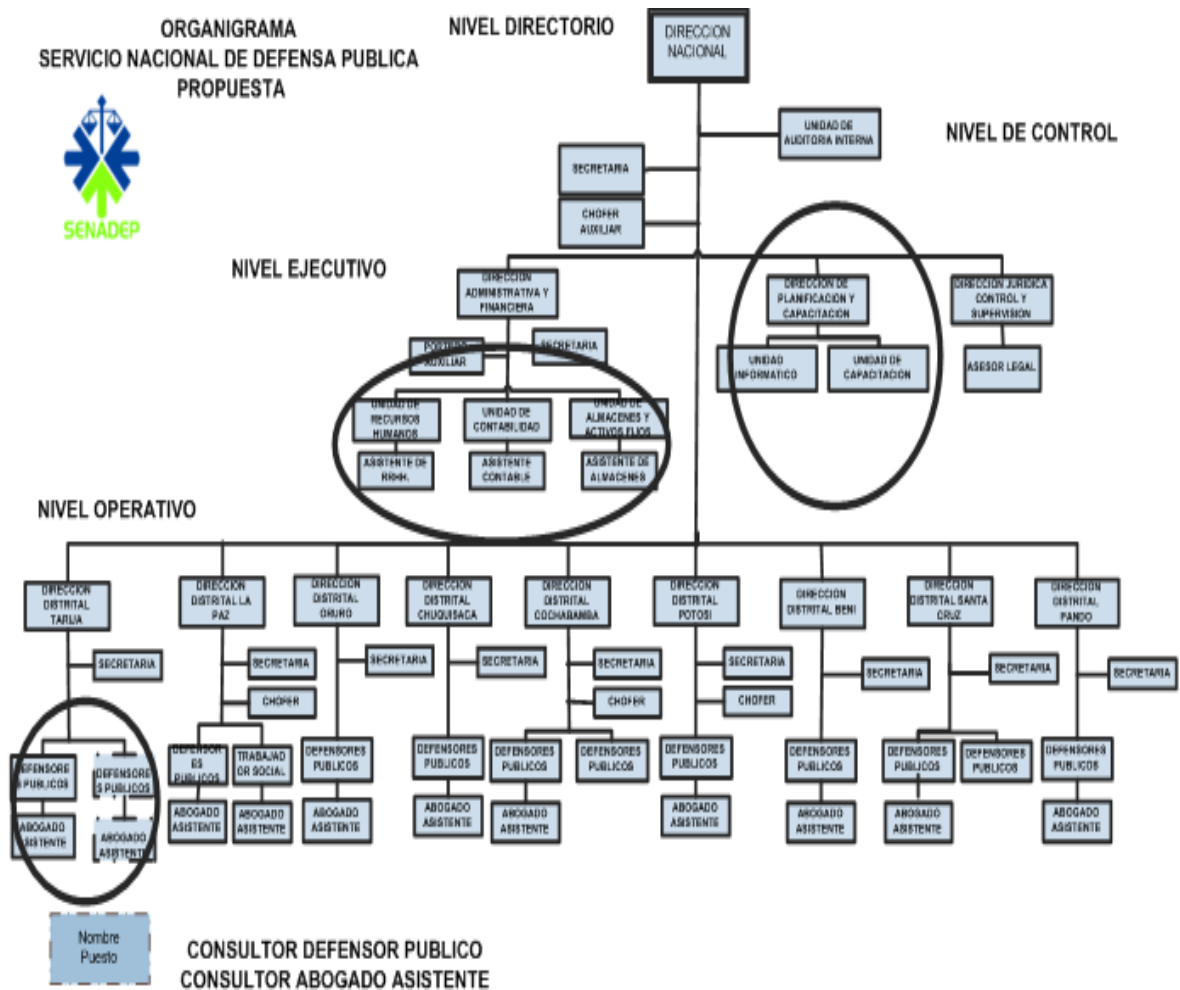 ORGANIGRAMA
SERVICIO NACIONAL DE DEFENSA PUBLICA
PROPUESTA
SENADEP
NIVEL DIRECTORIO
DIRECCION
NACIONAL
UNIDAD DE
AUDITORIA INTERNA
NIVEL DE CONTROL
SECRETARIA
CHOFER
AUXILIAR
NIVEL EJECUTIVO
DIRECCION
ADMINISTRATIVA Y
FINANCIERA
DIRECCION DE
PLANIFICACION Y
CAPACITACIÓN
DIRECCION JURIDICA
CONTROL Y
SUPERVISIÓN
PORTERO
AUXILIAR
SECRETARIA
UNIDAD
INFORMATICO
UNIDAD DE
CAPACITACION
ASESOR LEGAL
UNIDAD DE
RECURSOS
HUMANOS
UNIDAD DE
CONTABILIDAD
UNIDAD DE
ALMACENES Y
ACTIVOS FIJOS
ASISTENTE DE
RRHH.
ASISTENTE
CONTABLE
ASISTENTE DE
ALMACENES
NIVEL OPERATIVO
DIRECCION
DISTRITAL
TARIJA
DIRECCION
DISTRITAL LA
PAZ
DIRECCION
DISTRITAL
ORURO
DIRECCION
DISTRITAL
CHUQUISACA
DIRECCION
DISTRITAL
COCHABAMBA
DIRECCION
DISTRITAL
POTOSI
DIRECCIÓN
DISTRITAL BENI
DIRECCION
DISTRITAL SANTA
CRUZ
DIRECCION
DISTRITAL
PANDO
SECRETARIA
SECRETARIA
CHOFER
SECRETARIA
SECRETARIA
SECRETARIA
CHOFER
SECRETARIA
CHOFER
SECRETARIA
SECRETARIA
SECRETARIA
DEFENSORE
S PUBLICOS
DEFENSORE
S PUBLICOS
DEFENSOR
ES
PUBLICOS
TRABAJAD
OR SOCIAL
DEFENSORES
PUBLICOS
DEFENSORES
PUBLICOS
DEFENSORES
PUBLICOS
DEFENSORES
PUBLICOS
DEFENSORES
PUBLICOS
DEFENSORES
PUBLICOS
DEFENSORES
PUBLICOS
DEFENSORES
PUBLICOS
DEFENSORES
PUBLICOS
ABOGADO
ASISTENTE
ABOGADO
ASISTENTE
ABOGADO
ASISTENTE
ABOGADO
ASISTENTE
ABOGADO
ASISTENTE
ABOGADO
ASISTENTE
ABOGADO
ASISTENTE
ABOGADO
ASISTENTE
ABOGADO
ASISTENTE
ABOGADO
ASISTENTE
ABOGADO
ASISTENTE
Nombre
Puesto
CONSULTOR DEFENSOR PUBLICO
CONSULTOR ABOGADO ASISTENTE